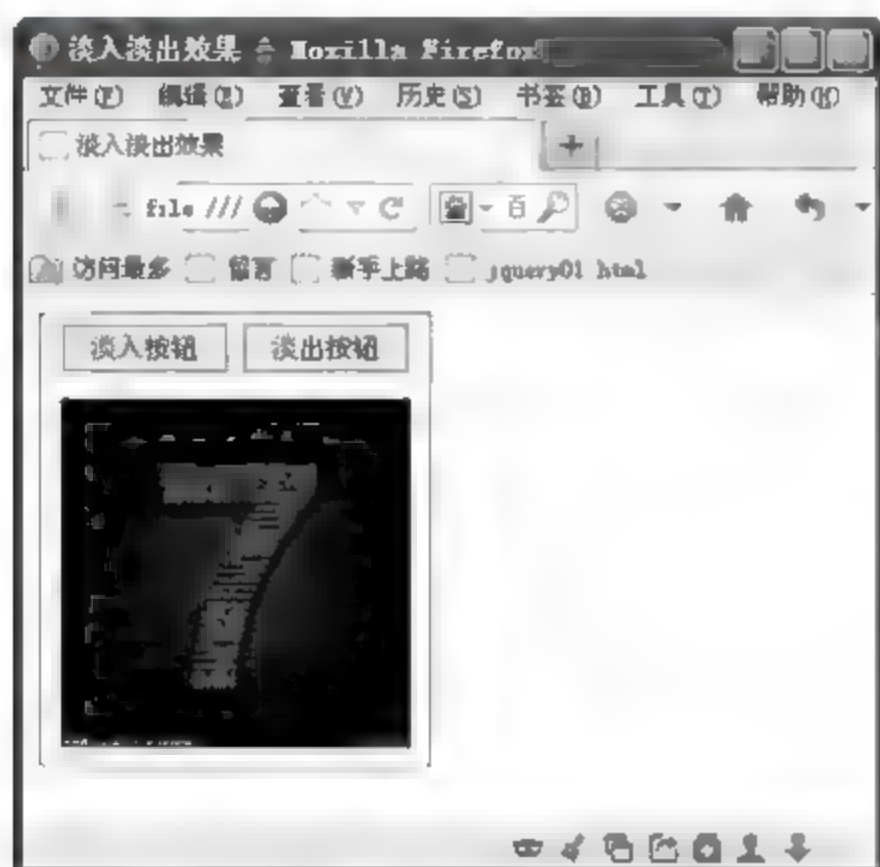 淡入淡出效果 - Mozilla Firefox
文件(F) 编辑(E) 查看(V) 历史(S) 书签(B) 工具(T) 帮助(H)
淡入淡出效果 +
file /// 百
访问最多 留言 新手上路 jquery01 html
淡入按钮 淡出按钮
7